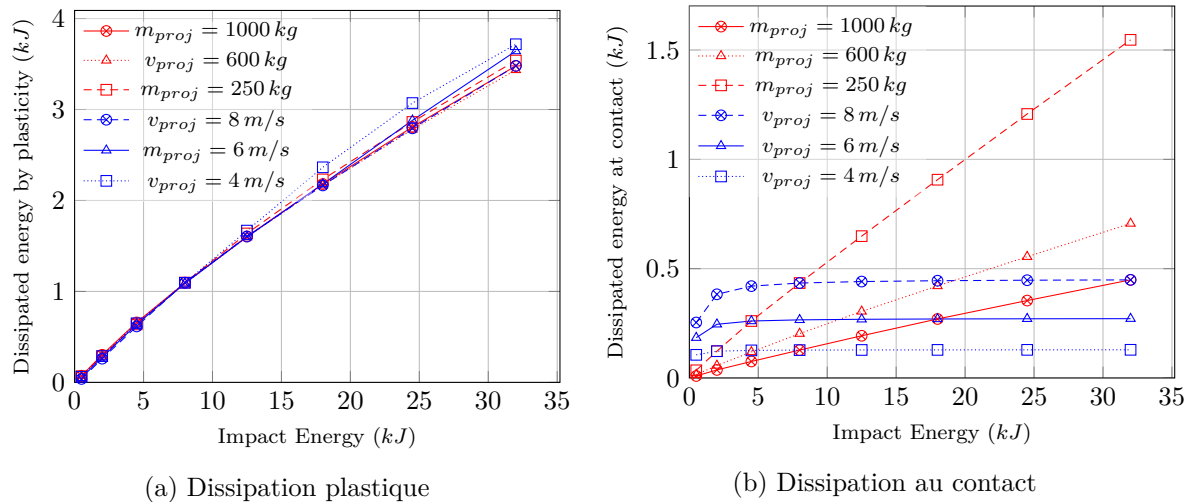 Dissipated energy by plasticity (kJ)
4
3
2
1
0
m_proj = 1000 kg
v_proj = 600 kg
m_proj = 250 kg
v_proj = 8 m/s
m_proj = 6 m/s
v_proj = 4 m/s
0 5 10 15 20 25 30 35
Impact Energy (kJ)
(a) Dissipation plastique
Dissipated energy at contact (kJ)
1.5
1
0.5
0
m_proj = 1000 kg
m_proj = 600 kg
m_proj = 250 kg
v_proj = 8 m/s
v_proj = 6 m/s
v_proj = 4 m/s
0 5 10 15 20 25 30 35
Impact Energy (kJ)
(b) Dissipation au contact